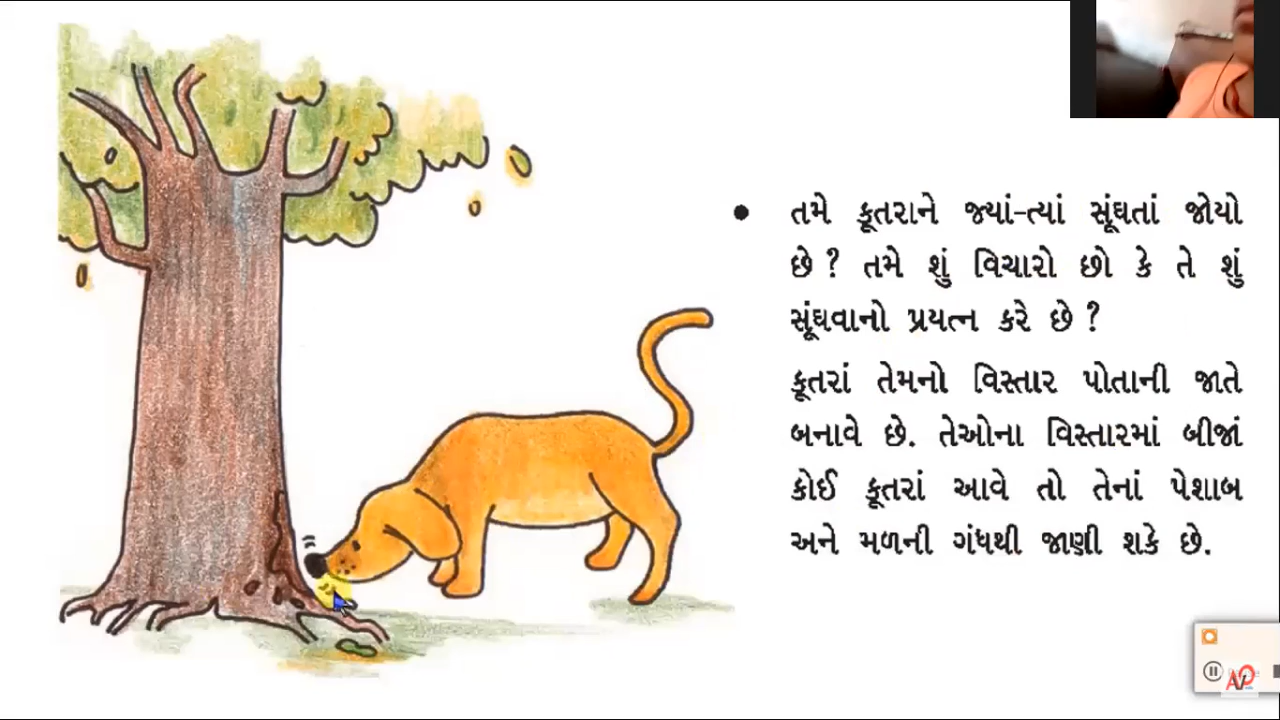 • તમે કૂતરાને જ્યાં-ત્યાં સૂંઘતાં જોયો
છે ? તમે શું વિચારો છો કે તે શું
સૂંઘવાનો પ્રયત્ન કરે છે ?
કૂતરાં તેમનો વિસ્તાર પોતાની જાતે
બનાવે છે. તેઓના વિસ્તારમાં બીજાં
કોઈ કૂતરાં આવે તો તેનાં પેશાબ
અને મળની ગંધથી જાણી શકે છે.